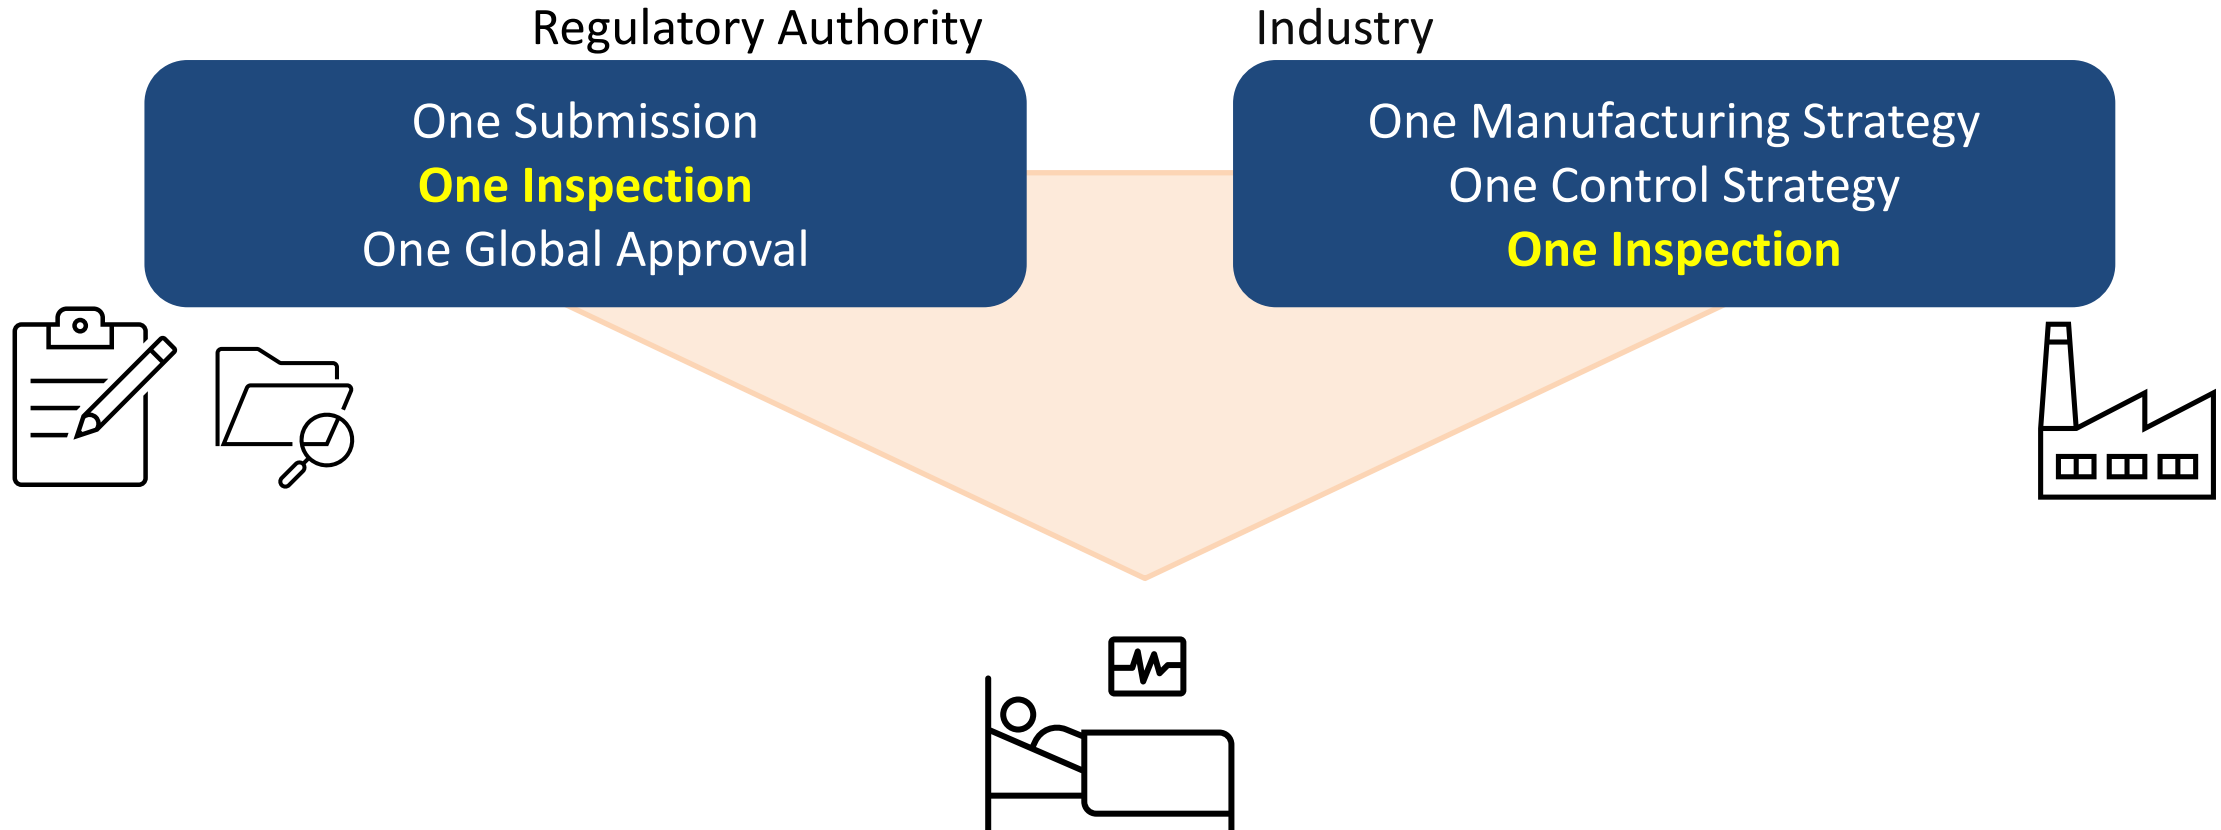 Regulatory Authority
One Submission
One Inspection
One Global Approval
Industry
One Manufacturing Strategy
One Control Strategy
One Inspection